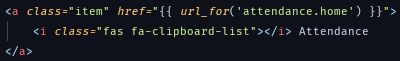 <a class="item" href="{{ url_for('attendance.home') }}">
    <i class="fas fa-clipboard-list"></i> Attendance
</a>